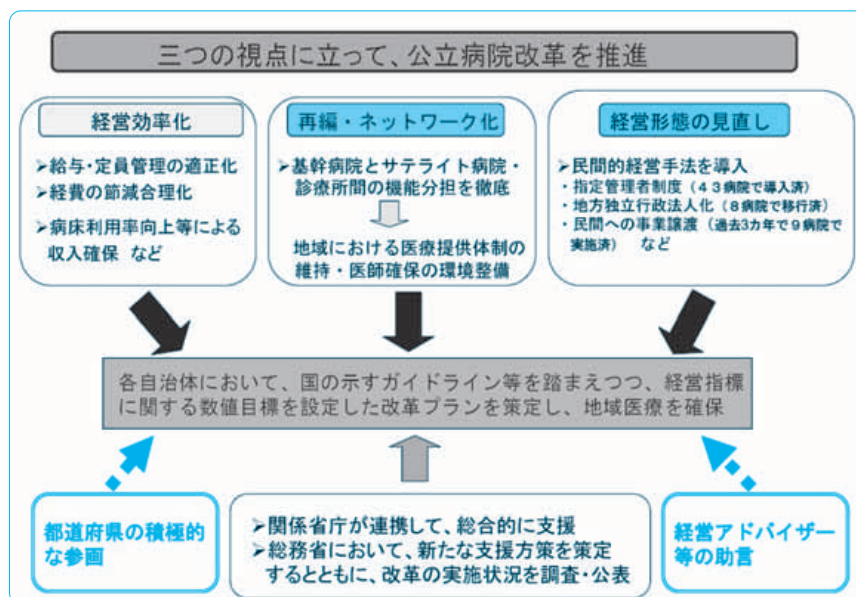 三つの視点に立って、公立病院改革を推進
経営効率化
➢給与・定員管理の適正化
➢経費の節減合理化
➢病床利用率向上等による
収入確保 など
再編・ネットワーク化
➢基幹病院とサテライト病院・
診療所間の機能分担を徹底
地域における医療提供体制の
維持・医師確保の環境整備
経営形態の見直し
➢民間的経営手法を導入
・指定管理者制度（４３病院で導入済）
・地方独立行政法人化（８病院で移行済）
・民間への事業譲渡（過去3カ年で９病院で
実施済） など
各自治体において、国の示すガイドライン等を踏まえつつ、経営指標
に関する数値目標を設定した改革プランを策定し、地域医療を確保
都道府県の積極的
な参画
➢関係省庁が連携して、総合的に支援
➢総務省において、新たな支援方策を策定
するとともに、改革の実施状況を調査・公表
経営アドバイザー
等の助言